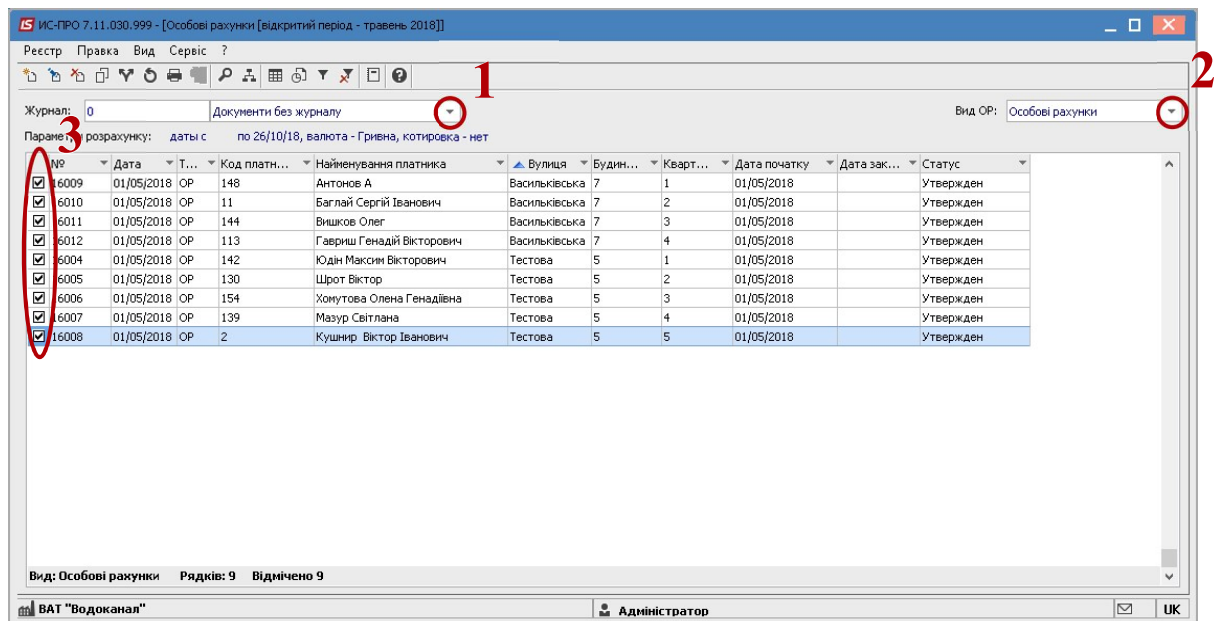 ИС-ПРО 7.11.030.999 - [Особові рахунки [відкритий період - травень 2018]]
Реєстр Правка Вид Сервіс ?
1
2
Журнал: 0 Документи без журналу Вид ОР: Особові рахунки
3
розрахунку: даты с по 26/10/18, валюта - Гривна, котировка - нет
№ Дата Т... Код платн... Найменування платника Вулиця Будин... Кварт... Дата початку Дата зак... Статус
16009 01/05/2018 ОР 148 Антонов А Васильківська 7 1 01/05/2018 Утвержден
16010 01/05/2018 ОР 11 Баглай Сергій Іванович Васильківська 7 2 01/05/2018 Утвержден
16011 01/05/2018 ОР 144 Вишков Олег Васильківська 7 3 01/05/2018 Утвержден
16012 01/05/2018 ОР 113 Гавриш Генадій Вікторович Васильківська 7 4 01/05/2018 Утвержден
16004 01/05/2018 ОР 142 Юдін Максим Вікторович Тестова 5 1 01/05/2018 Утвержден
16005 01/05/2018 ОР 130 Шрот Віктор Тестова 5 2 01/05/2018 Утвержден
16006 01/05/2018 ОР 154 Хомутова Олена Генадіївна Тестова 5 3 01/05/2018 Утвержден
16007 01/05/2018 ОР 139 Мазур Світлана Тестова 5 4 01/05/2018 Утвержден
16008 01/05/2018 ОР 2 Кушнир Віктор Іванович Тестова 5 5 01/05/2018 Утвержден
Вид: Особові рахунки Рядків: 9 Відмічено 9
ВАТ "Водоканал" Адміністратор UK